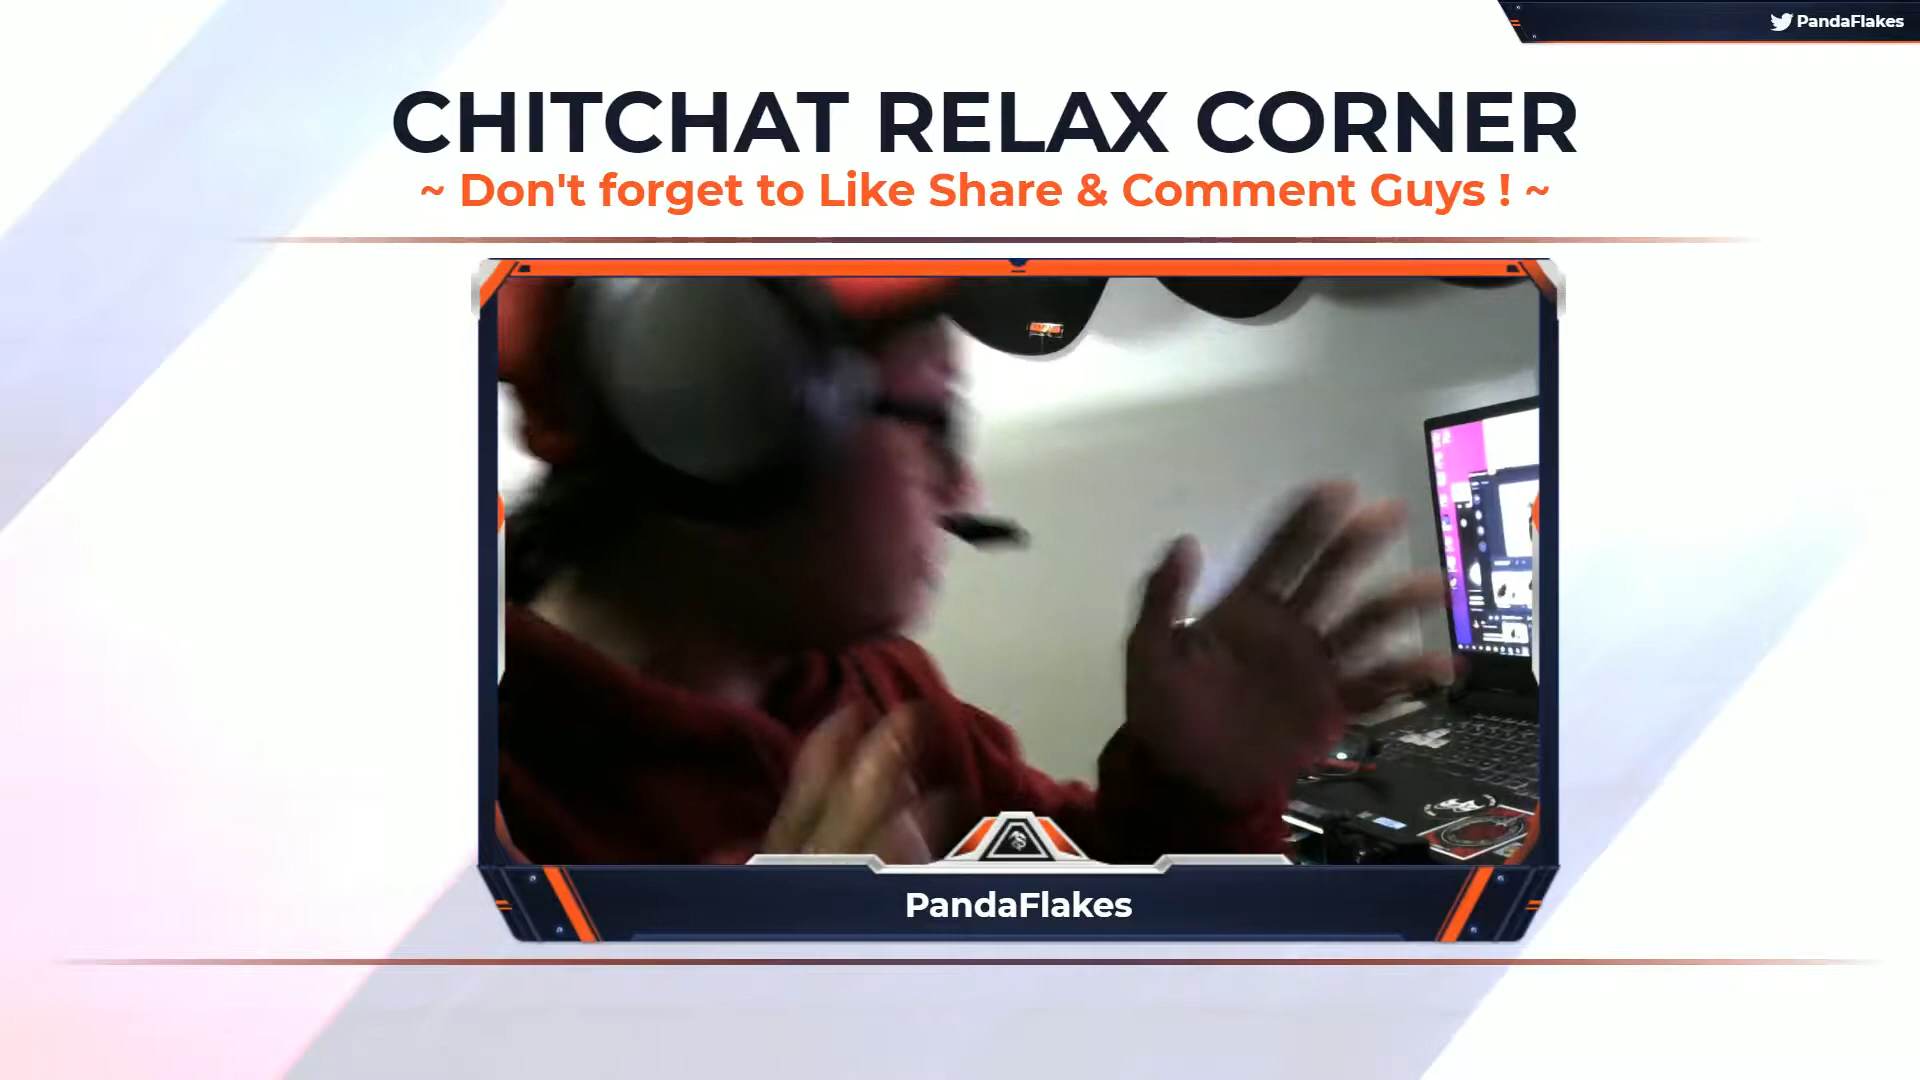 PandaFlakes
CHITCHAT RELAX CORNER
~ Don't forget to Like Share & Comment Guys ! ~
PandaFlakes